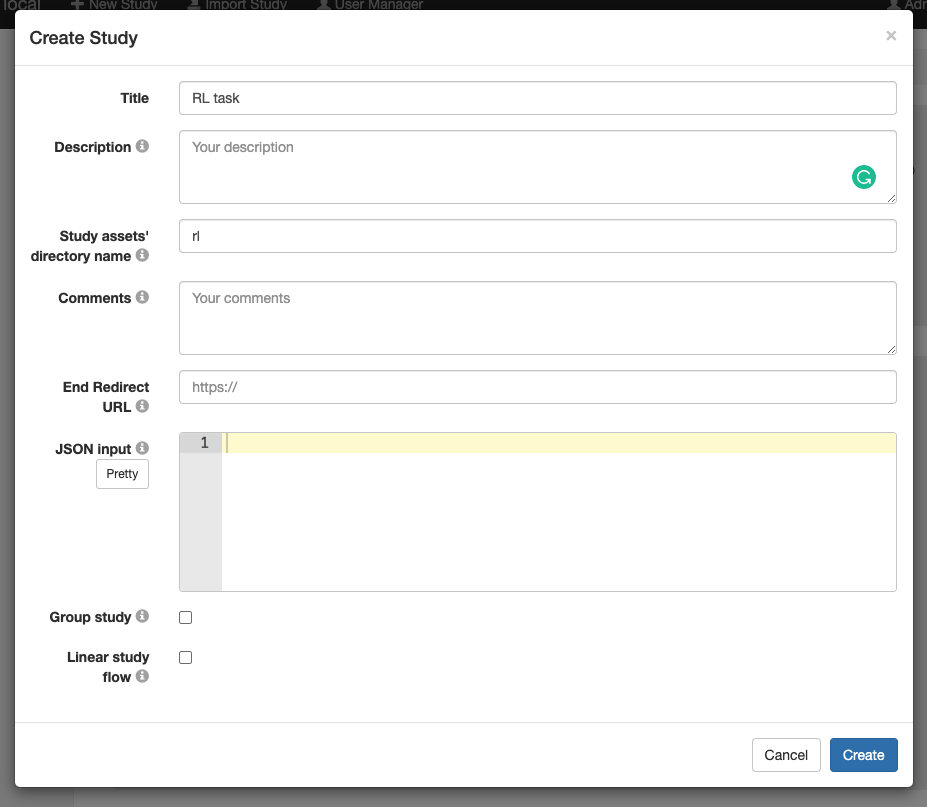 local New Study Import Study User Manager
Create Study ×
Title RL task
Description Your description
Study assets' rl
directory name
Comments Your comments
End Redirect https://
URL
JSON input 1
Pretty
Group study
Linear study
flow
Cancel Create